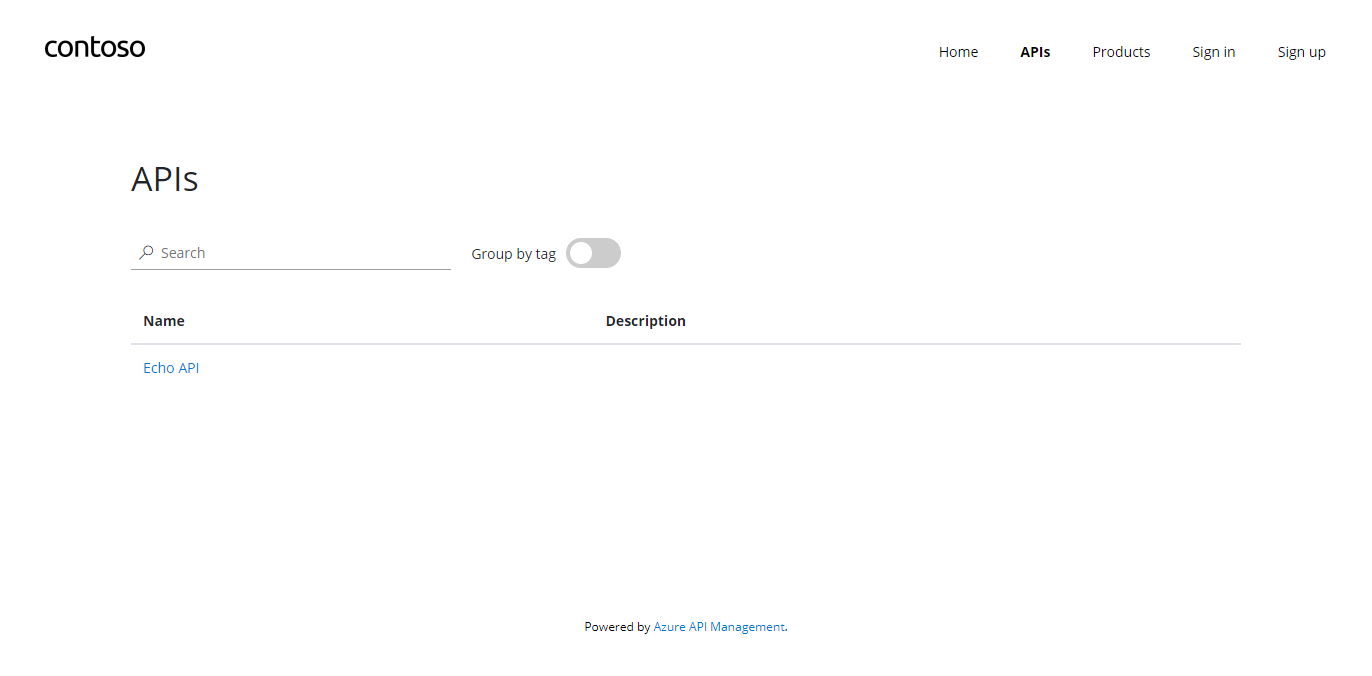 contoso
Home APIs Products Sign in Sign up
APIs
Search Group by tag
Name Description
Echo API
Powered by Azure API Management.